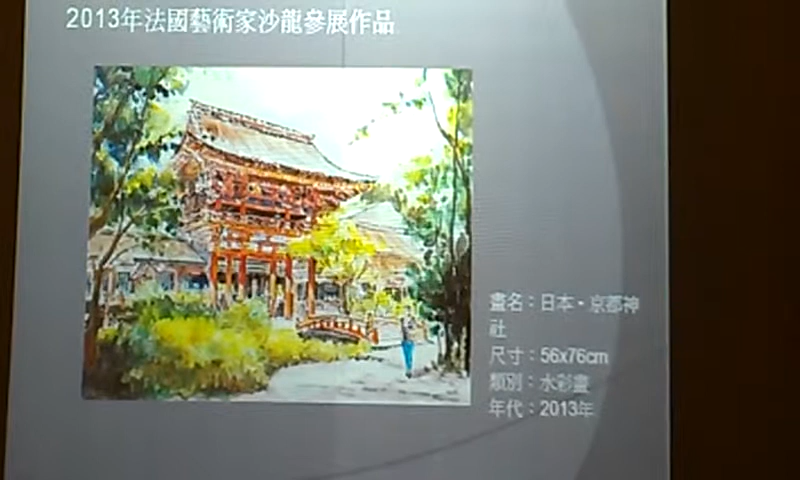 2013年法國藝術家沙龍參展作品
畫名：日本・京都神
社
尺寸：56x76cm
類別：水彩畫
年代：2013年